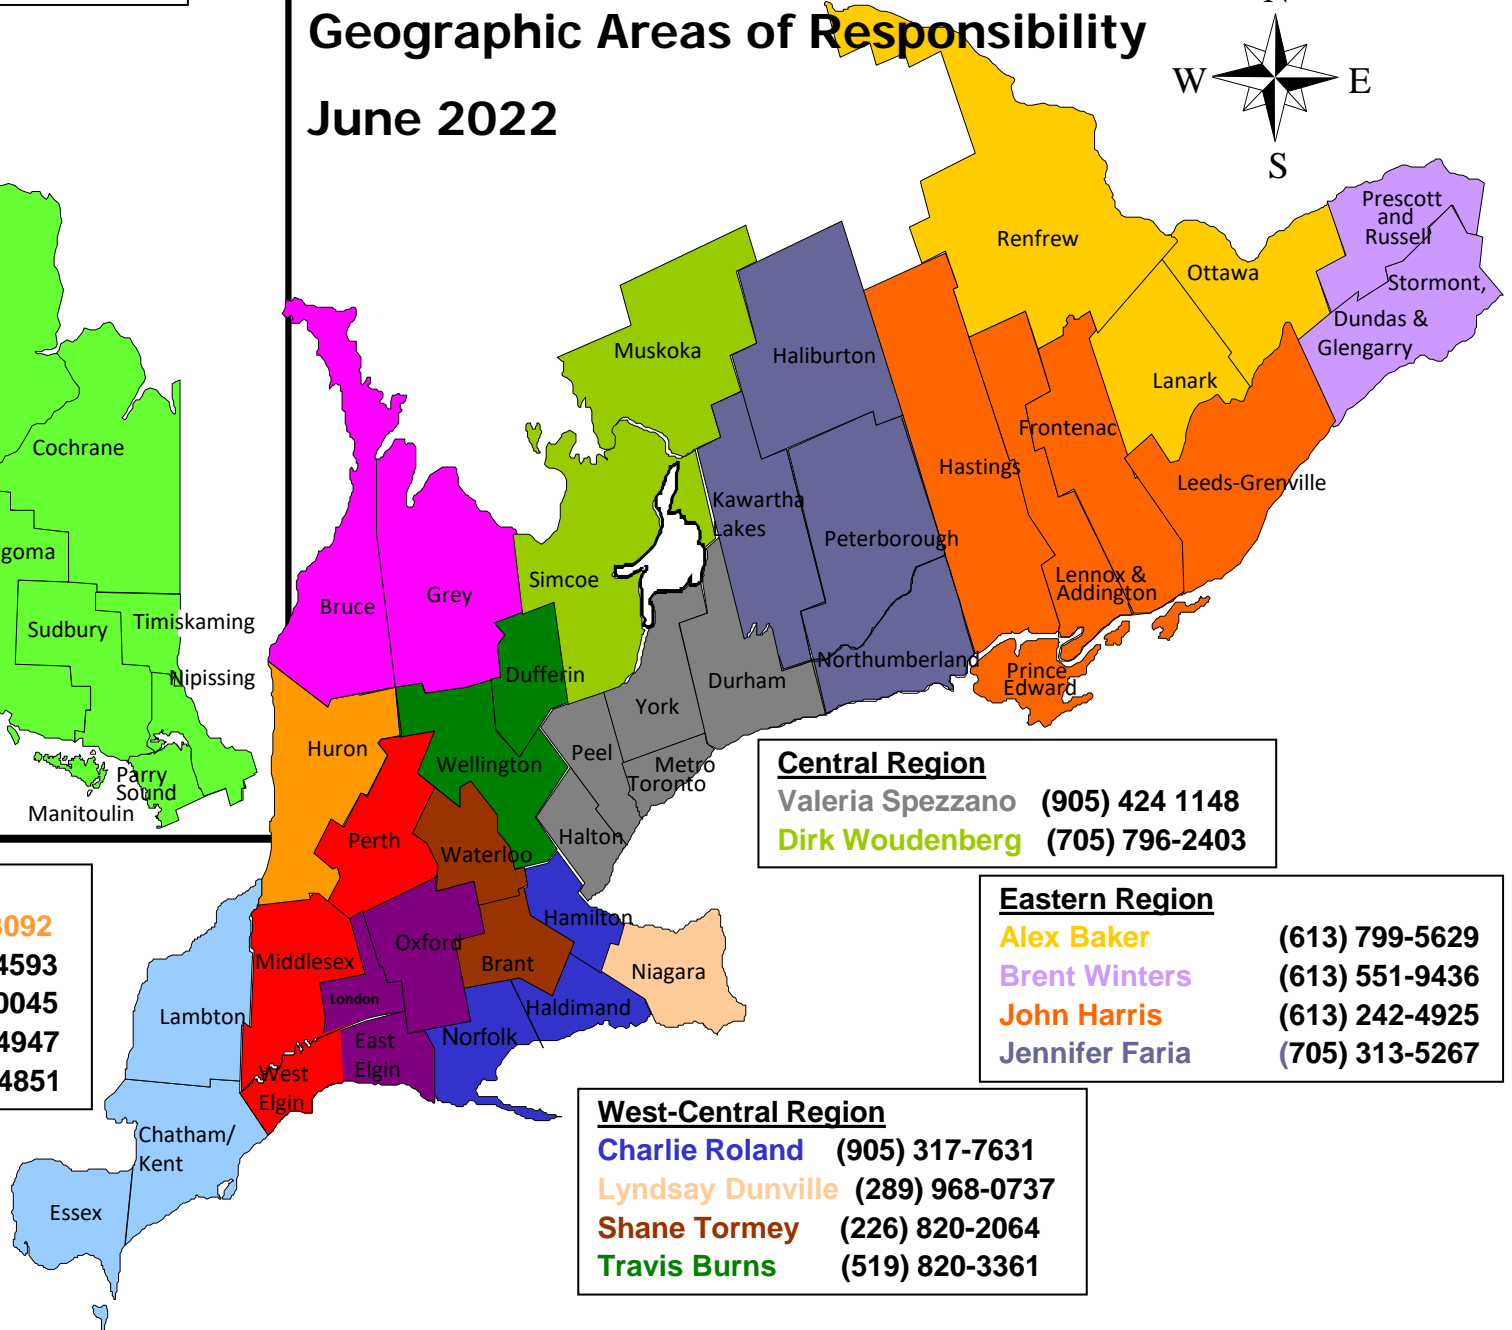 Geographic Areas of Responsibility
June 2022
W
E
S
Prescott
and
Russell
Stormont,
Dundas &
Glengarry
Renfrew
Ottawa
Lanark
Muskoka
Haliburton
Frontenac
Hastings
Leeds-Grenville
Kawartha
Lakes
Peterborough
Lennox &
Addington
Northumberland
Prince
Edward
Cochrane
goma
Sudbury
Timiskaming
Nipissing
Parry
Sound
Manitoulin
Bruce
Grey
Simcoe
Dufferin
Durham
York
Peel
Metro
Toronto
Halton
Huron
Wellington
Perth
Waterloo
Hamilton
Oxford
Brant
Niagara
Middlesex
London
Haldimand
Norfolk
Lambton
East
Elgin
West
Elgin
Chatham/
Kent
Essex
Central Region
Valeria Spezzano (905) 424 1148
Dirk Woudenberg (705) 796-2403
Eastern Region
Alex Baker (613) 799-5629
Brent Winters (613) 551-9436
John Harris (613) 242-4925
Jennifer Faria (705) 313-5267
3092
4593
0045
4947
4851
West-Central Region
Charlie Roland (905) 317-7631
Lyndsay Dunville (289) 968-0737
Shane Tormey (226) 820-2064
Travis Burns (519) 820-3361